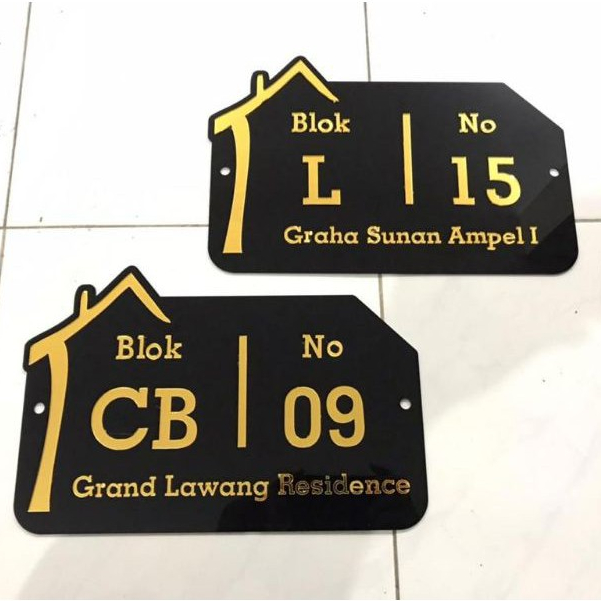 Blok No
L 15
Graha Sunan Ampel I
Blok No
CB 09
Grand Lawang Residence